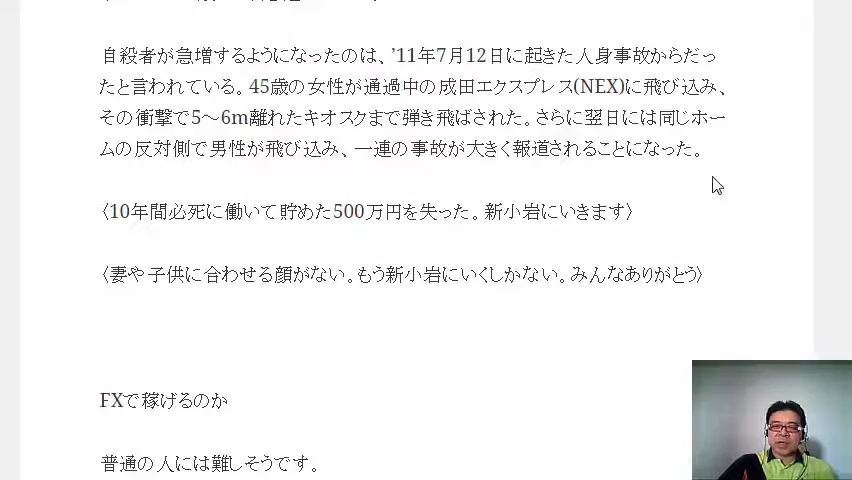 自殺者が急増するようになったのは、’11年7月12日に起きた人身事故からだっ
たと言われている。45歳の女性が通過中の成田エクスプレス(NEX)に飛び込み、
その衝撃で5〜6m離れたキオスクまで弾き飛ばされた。さらに翌日には同じホー
ムの反対側で男性が飛び込み、一連の事故が大きく報道されることになった。
〈10年間必死に働いて貯めた500万円を失った。新小岩にいきます〉
〈妻や子供に合わせる顔がない。もう新小岩にいくしかない。みんなありがとう〉
FXで稼げるのか
普通の人には難しそうです。